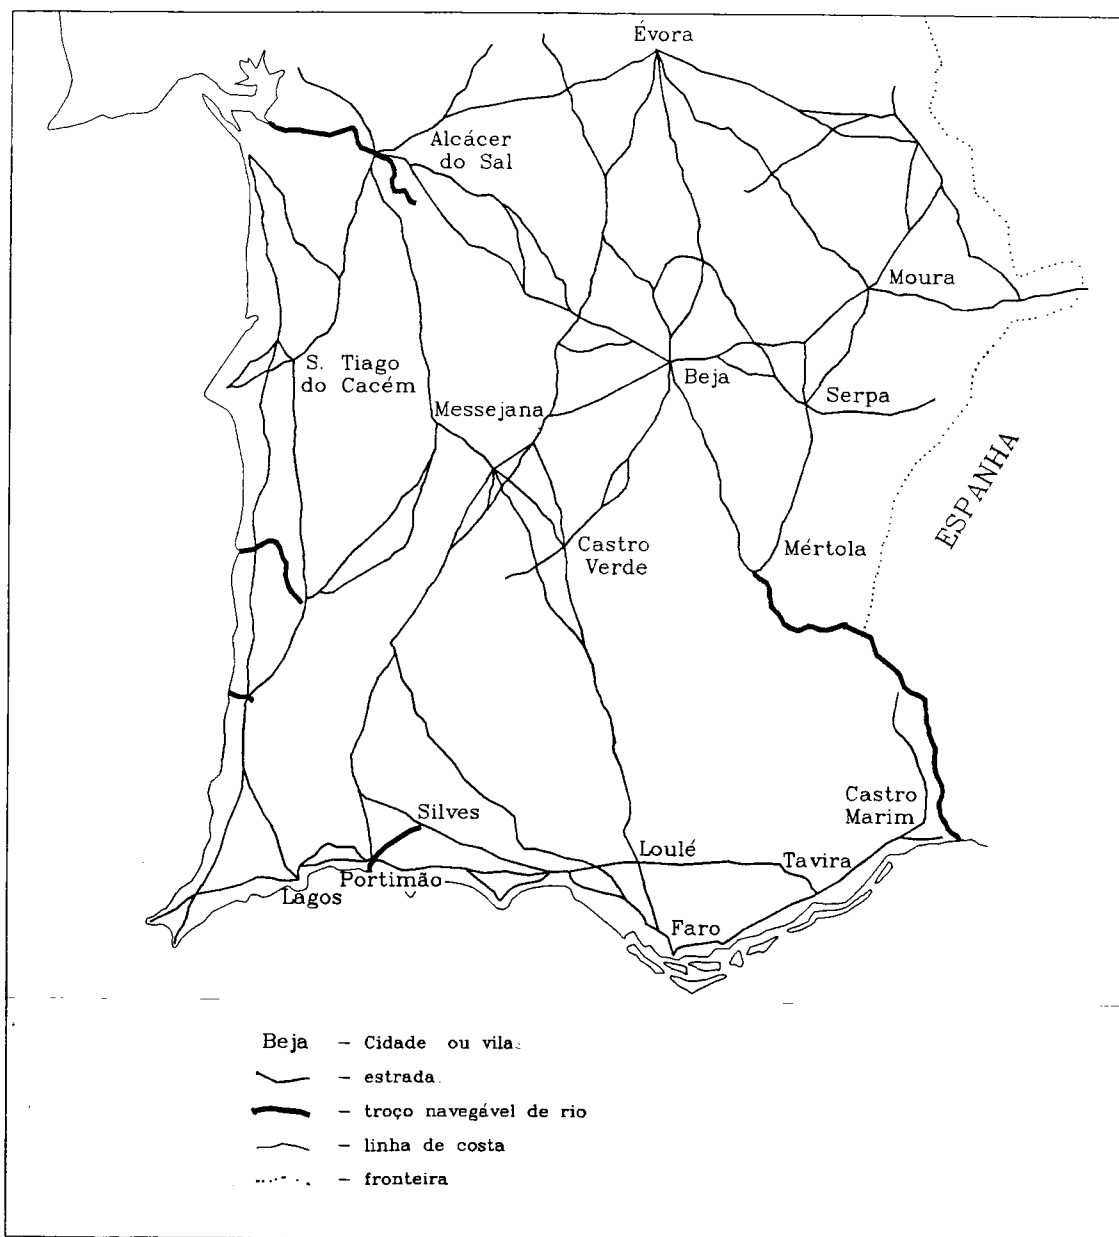 Évora
Alcácer
do Sal
Moura
S. Tiago
do Cacém
Beja
Serpa
Messejana
ESPANHA
Castro
Verde
Mértola
Castro
Marim
Silves
Loulé
Tavira
Portimão
Lagos
Faro
Beja – Cidade ou vila
– estrada
– troço navegável de rio
– linha de costa
– fronteira